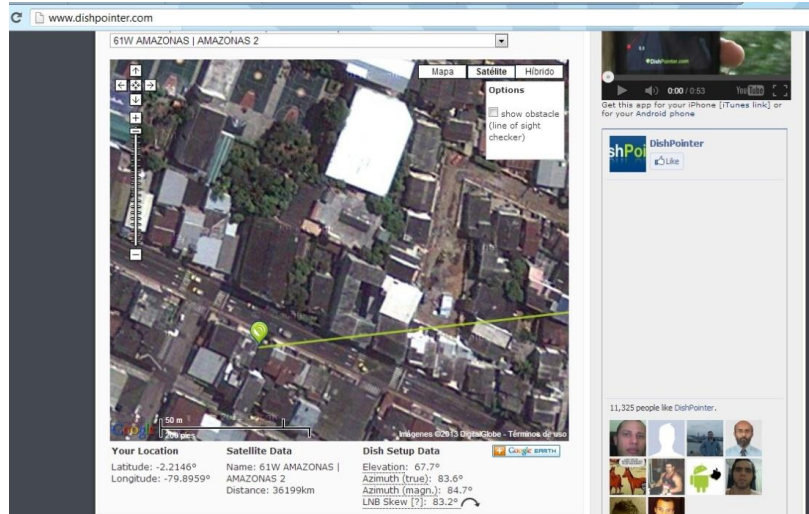 www.dishpointer.com
61W AMAZONAS | AMAZONAS 2
Mapa
Satélite
Híbrido
Options
show obstacle
(line of sight
checker)
50 m
200 pies
Imágenes ©2013 DigitalGlobe - Términos de uso
Your Location
Latitude: -2.2146°
Longitude: -79.8959°
Satellite Data
Name: 61W AMAZONAS |
AMAZONAS 2
Distance: 36199km
Dish Setup Data
Elevation: 67.7°
Azimuth (true): 83.6°
Azimuth (magn.): 84.7°
LNB Skew [?]: 83.2°
Google EARTH
DishPointer.com
0:00 / 0:53
YouTube
Get this app for your iPhone [iTunes link] or
for your Android phone
shPoi
DishPointer
Like
11,325 people like DishPointer.